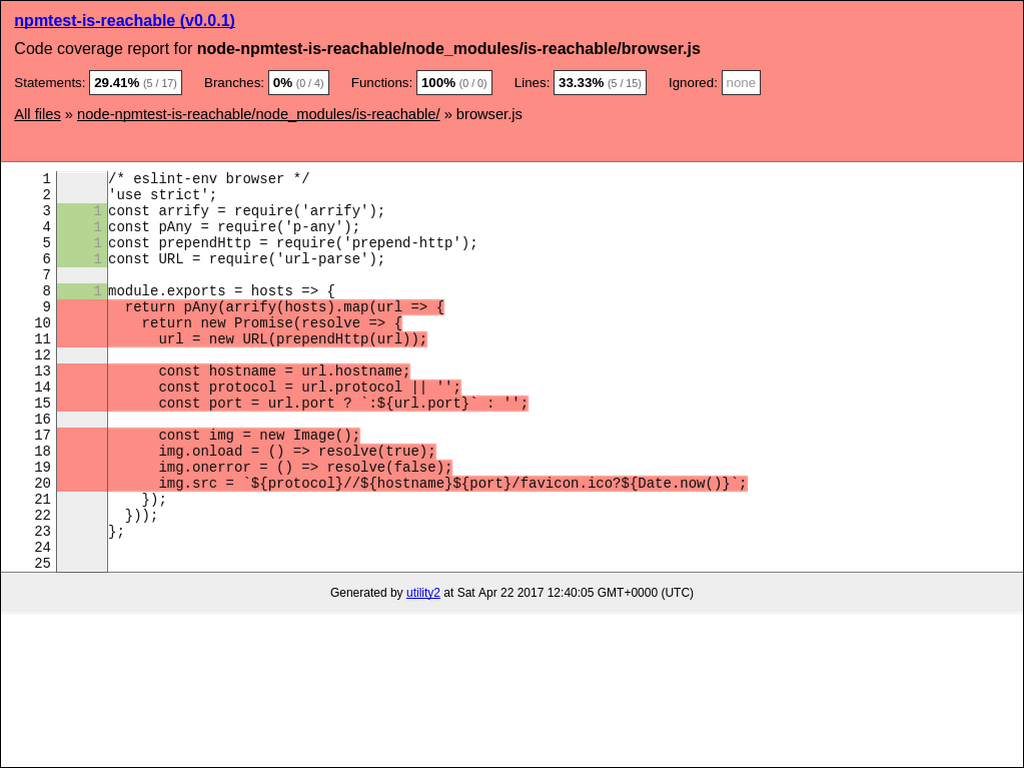 npmtest-is-reachable (v0.0.1)
Code coverage report for node-npmtest-is-reachable/node_modules/is-reachable/browser.js
Statements: 29.41% (5 / 17) Branches: 0% (0 / 4) Functions: 100% (0 / 0) Lines: 33.33% (5 / 15) Ignored: none
All files » node-npmtest-is-reachable/node_modules/is-reachable/ » browser.js
1 /* eslint-env browser */
2 'use strict';
3 1 const arrify = require('arrify');
4 1 const pAny = require('p-any');
5 1 const prependHttp = require('prepend-http');
6 1 const URL = require('url-parse');
7
8 1 module.exports = hosts => {
9   return pAny(arrify(hosts).map(url => {
10     return new Promise(resolve => {
11       url = new URL(prependHttp(url));
12
13       const hostname = url.hostname;
14       const protocol = url.protocol || '';
15       const port = url.port ? `:${url.port}` : '';
16
17       const img = new Image();
18       img.onload = () => resolve(true);
19       img.onerror = () => resolve(false);
20       img.src = `${protocol}//${hostname}${port}/favicon.ico?${Date.now()}`;
21     });
22   }));
23 };
24
25
Generated by utility2 at Sat Apr 22 2017 12:40:05 GMT+0000 (UTC)